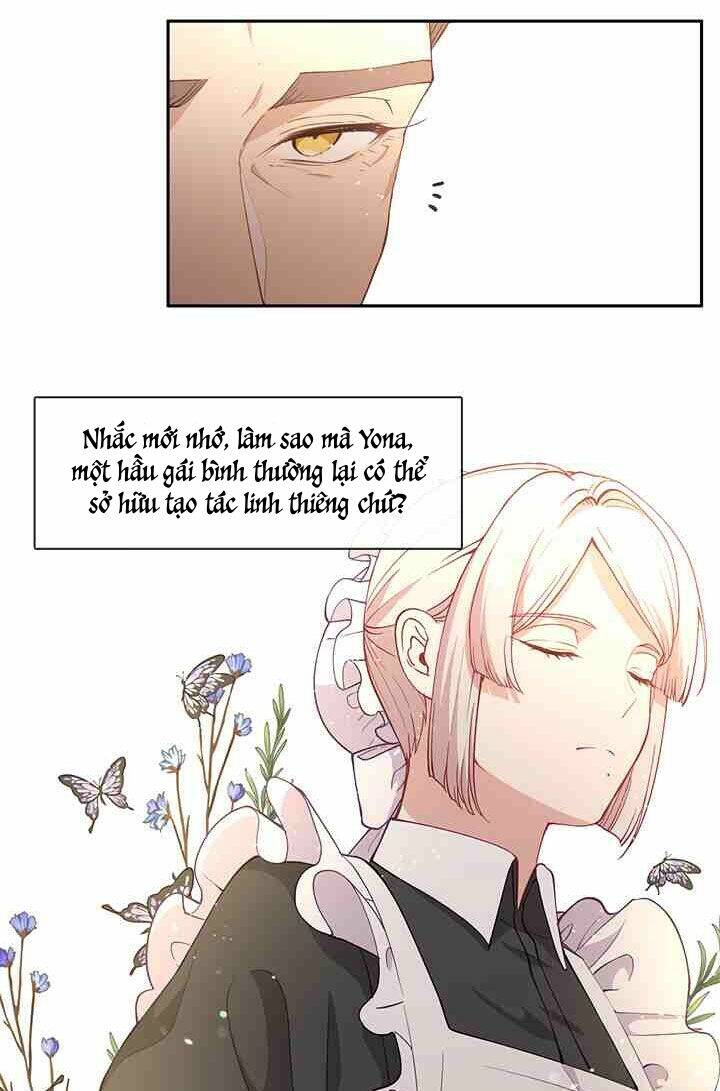 Nhắc mới nhớ, làm sao mà Yona,
một hầu gái bình thường lại có thể
sở hữu tạo tác linh thiêng chứ?